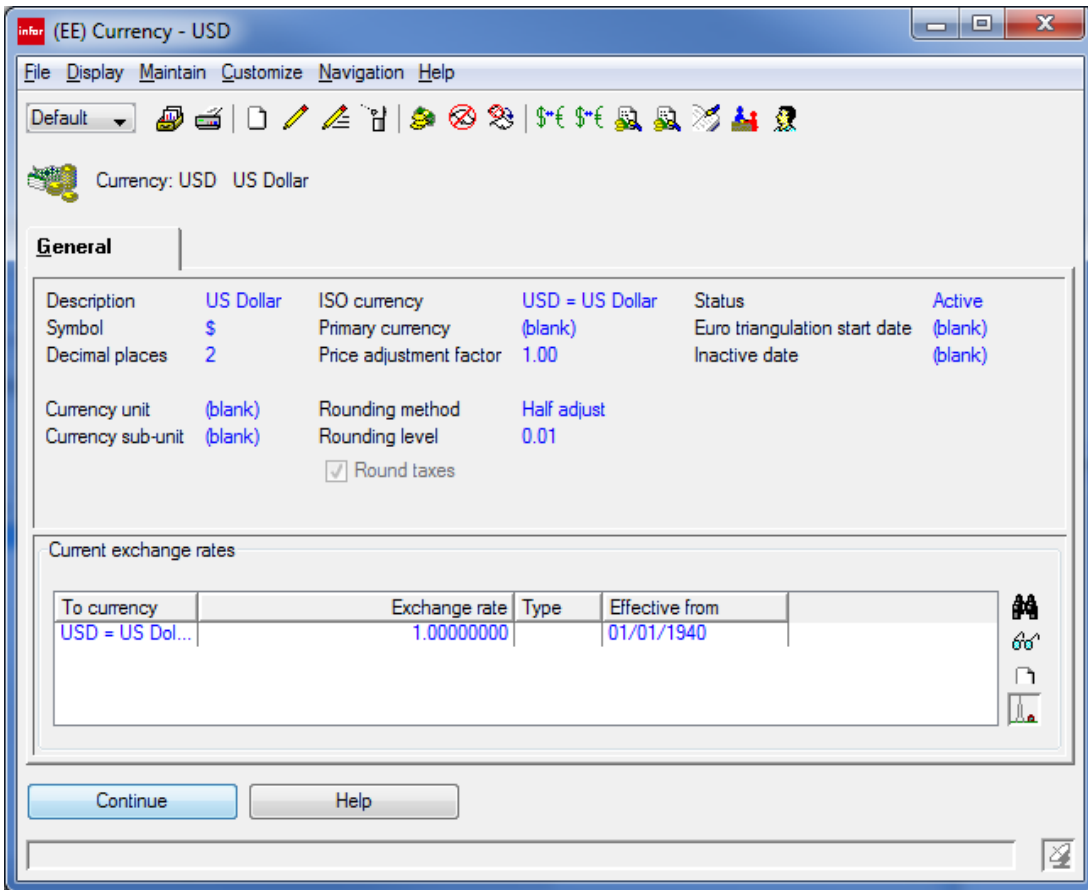 infor (EE) Currency - USD
File Display Maintain Customize Navigation Help
Default
Currency: USD US Dollar
General
Description US Dollar ISO currency USD = US Dollar Status Active
Symbol $ Primary currency (blank) Euro triangulation start date (blank)
Decimal places 2 Price adjustment factor 1.00 Inactive date (blank)
Currency unit (blank) Rounding method Half adjust
Currency sub-unit (blank) Rounding level 0.01
Round taxes
Current exchange rates
To currency Exchange rate Type Effective from
USD = US Dol... 1.00000000 01/01/1940
Continue Help